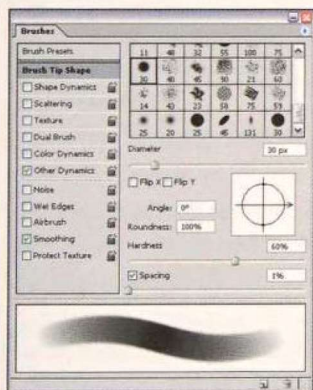 Brushes
Brush Presets
Brush Tip Shape
Shape Dynamics
Scattering
Texture
Dual Brush
Color Dynamics
Other Dynamics
Noise
Wet Edges
Airbrush
Smoothing
Protect Texture
11 48 32 55 100 75
30 40 45 90 21 60
14 43 23 58 75 59
25 20 25 45 131 30
Diameter 30 px
Flip X Flip Y
Angle: 0°
Roundness: 100%
Hardness 60%
Spacing 1%